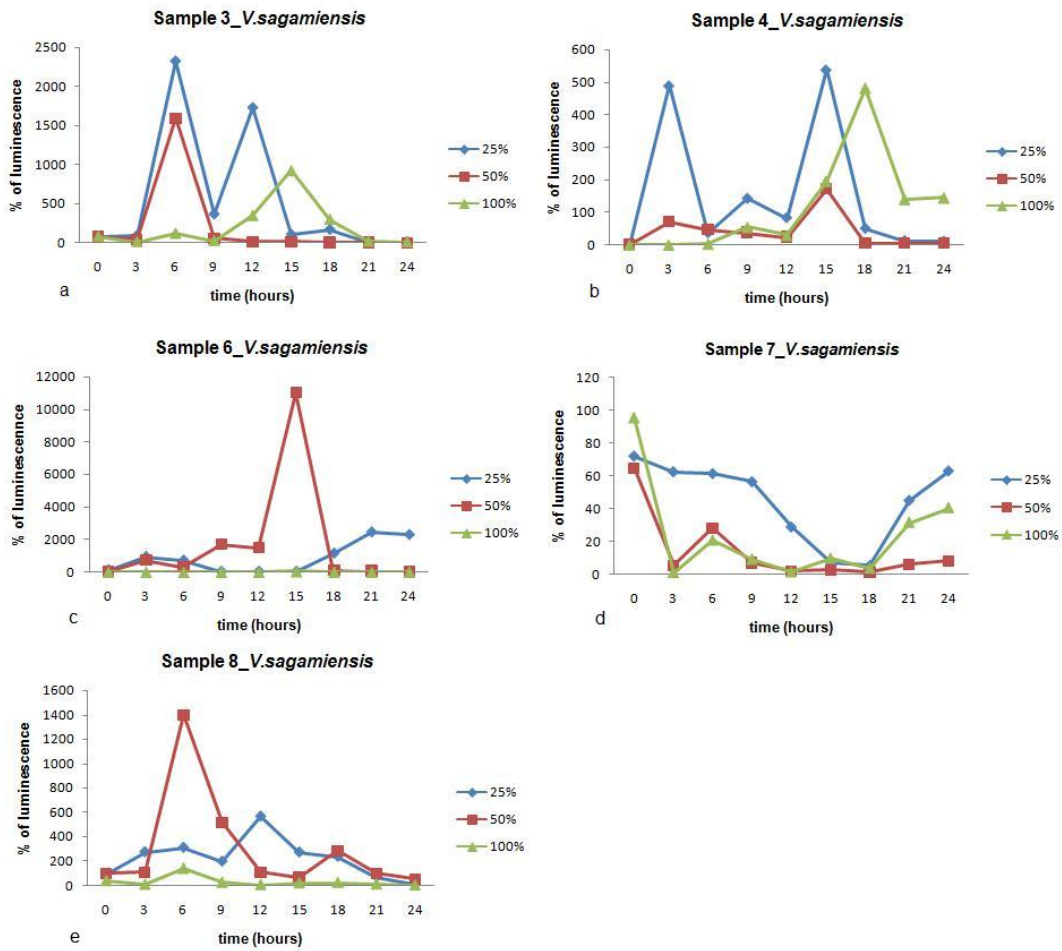 Sample 3_V.sagamiensis
% of luminescence
2500
2000
1500
1000
500
0
0 3 6 9 12 15 18 21 24
time (hours)
25%
50%
100%
a
Sample 4_V.sagamiensis
% of luminescence
600
500
400
300
200
100
0
0 3 6 9 12 15 18 21 24
time (hours)
25%
50%
100%
b
Sample 6_V.sagamiensis
% of luminescennce
12000
10000
8000
6000
4000
2000
0
0 3 6 9 12 15 18 21 24
time (hours)
25%
50%
100%
c
Sample 7_V.sagamiensis
% of luminescence
120
100
80
60
40
20
0
0 3 6 9 12 15 18 21 24
time (hours)
25%
50%
100%
d
Sample 8_V.sagamiensis
% of luminescence
1600
1400
1200
1000
800
600
400
200
0
0 3 6 9 12 15 18 21 24
time (hours)
25%
50%
100%
e